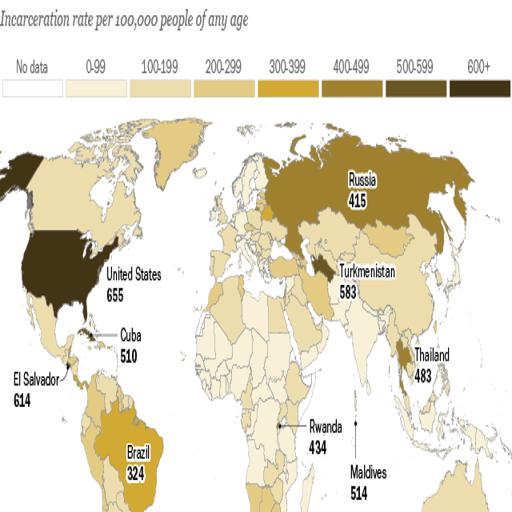 Incarceration rate per 100,000 people of any age
No data 0-99 100-199 200-299 300-399 400-499 500-599 600+
Russia
415
United States
655
Turkmenistan
583
Cuba
510
Thailand
483
El Salvador
614
Rwanda
434
Brazil
324
Maldives
514